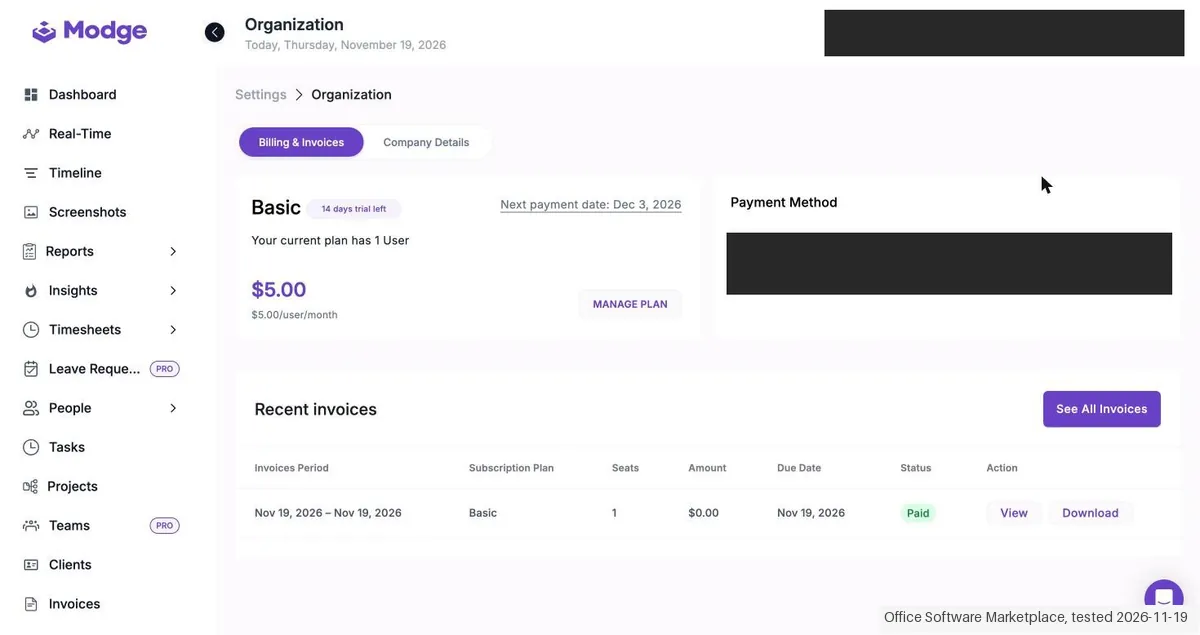 Modge
Organization
Today, Thursday, November 19, 2026
Dashboard
Real-Time
Timeline
Screenshots
Reports
Insights
Timesheets
Leave Reque... PRO
People
Tasks
Projects
Teams PRO
Clients
Invoices
Settings > Organization
Billing & Invoices Company Details
Basic 14 days trial left
Next payment date: Dec 3, 2026
Your current plan has 1 User
$5.00
$5.00/user/month
MANAGE PLAN
Payment Method
Recent invoices
See All Invoices
Invoices Period Subscription Plan Seats Amount Due Date Status Action
Nov 19, 2026 – Nov 19, 2026 Basic 1 $0.00 Nov 19, 2026 Paid View Download
Office Software Marketplace, tested 2026-11-19